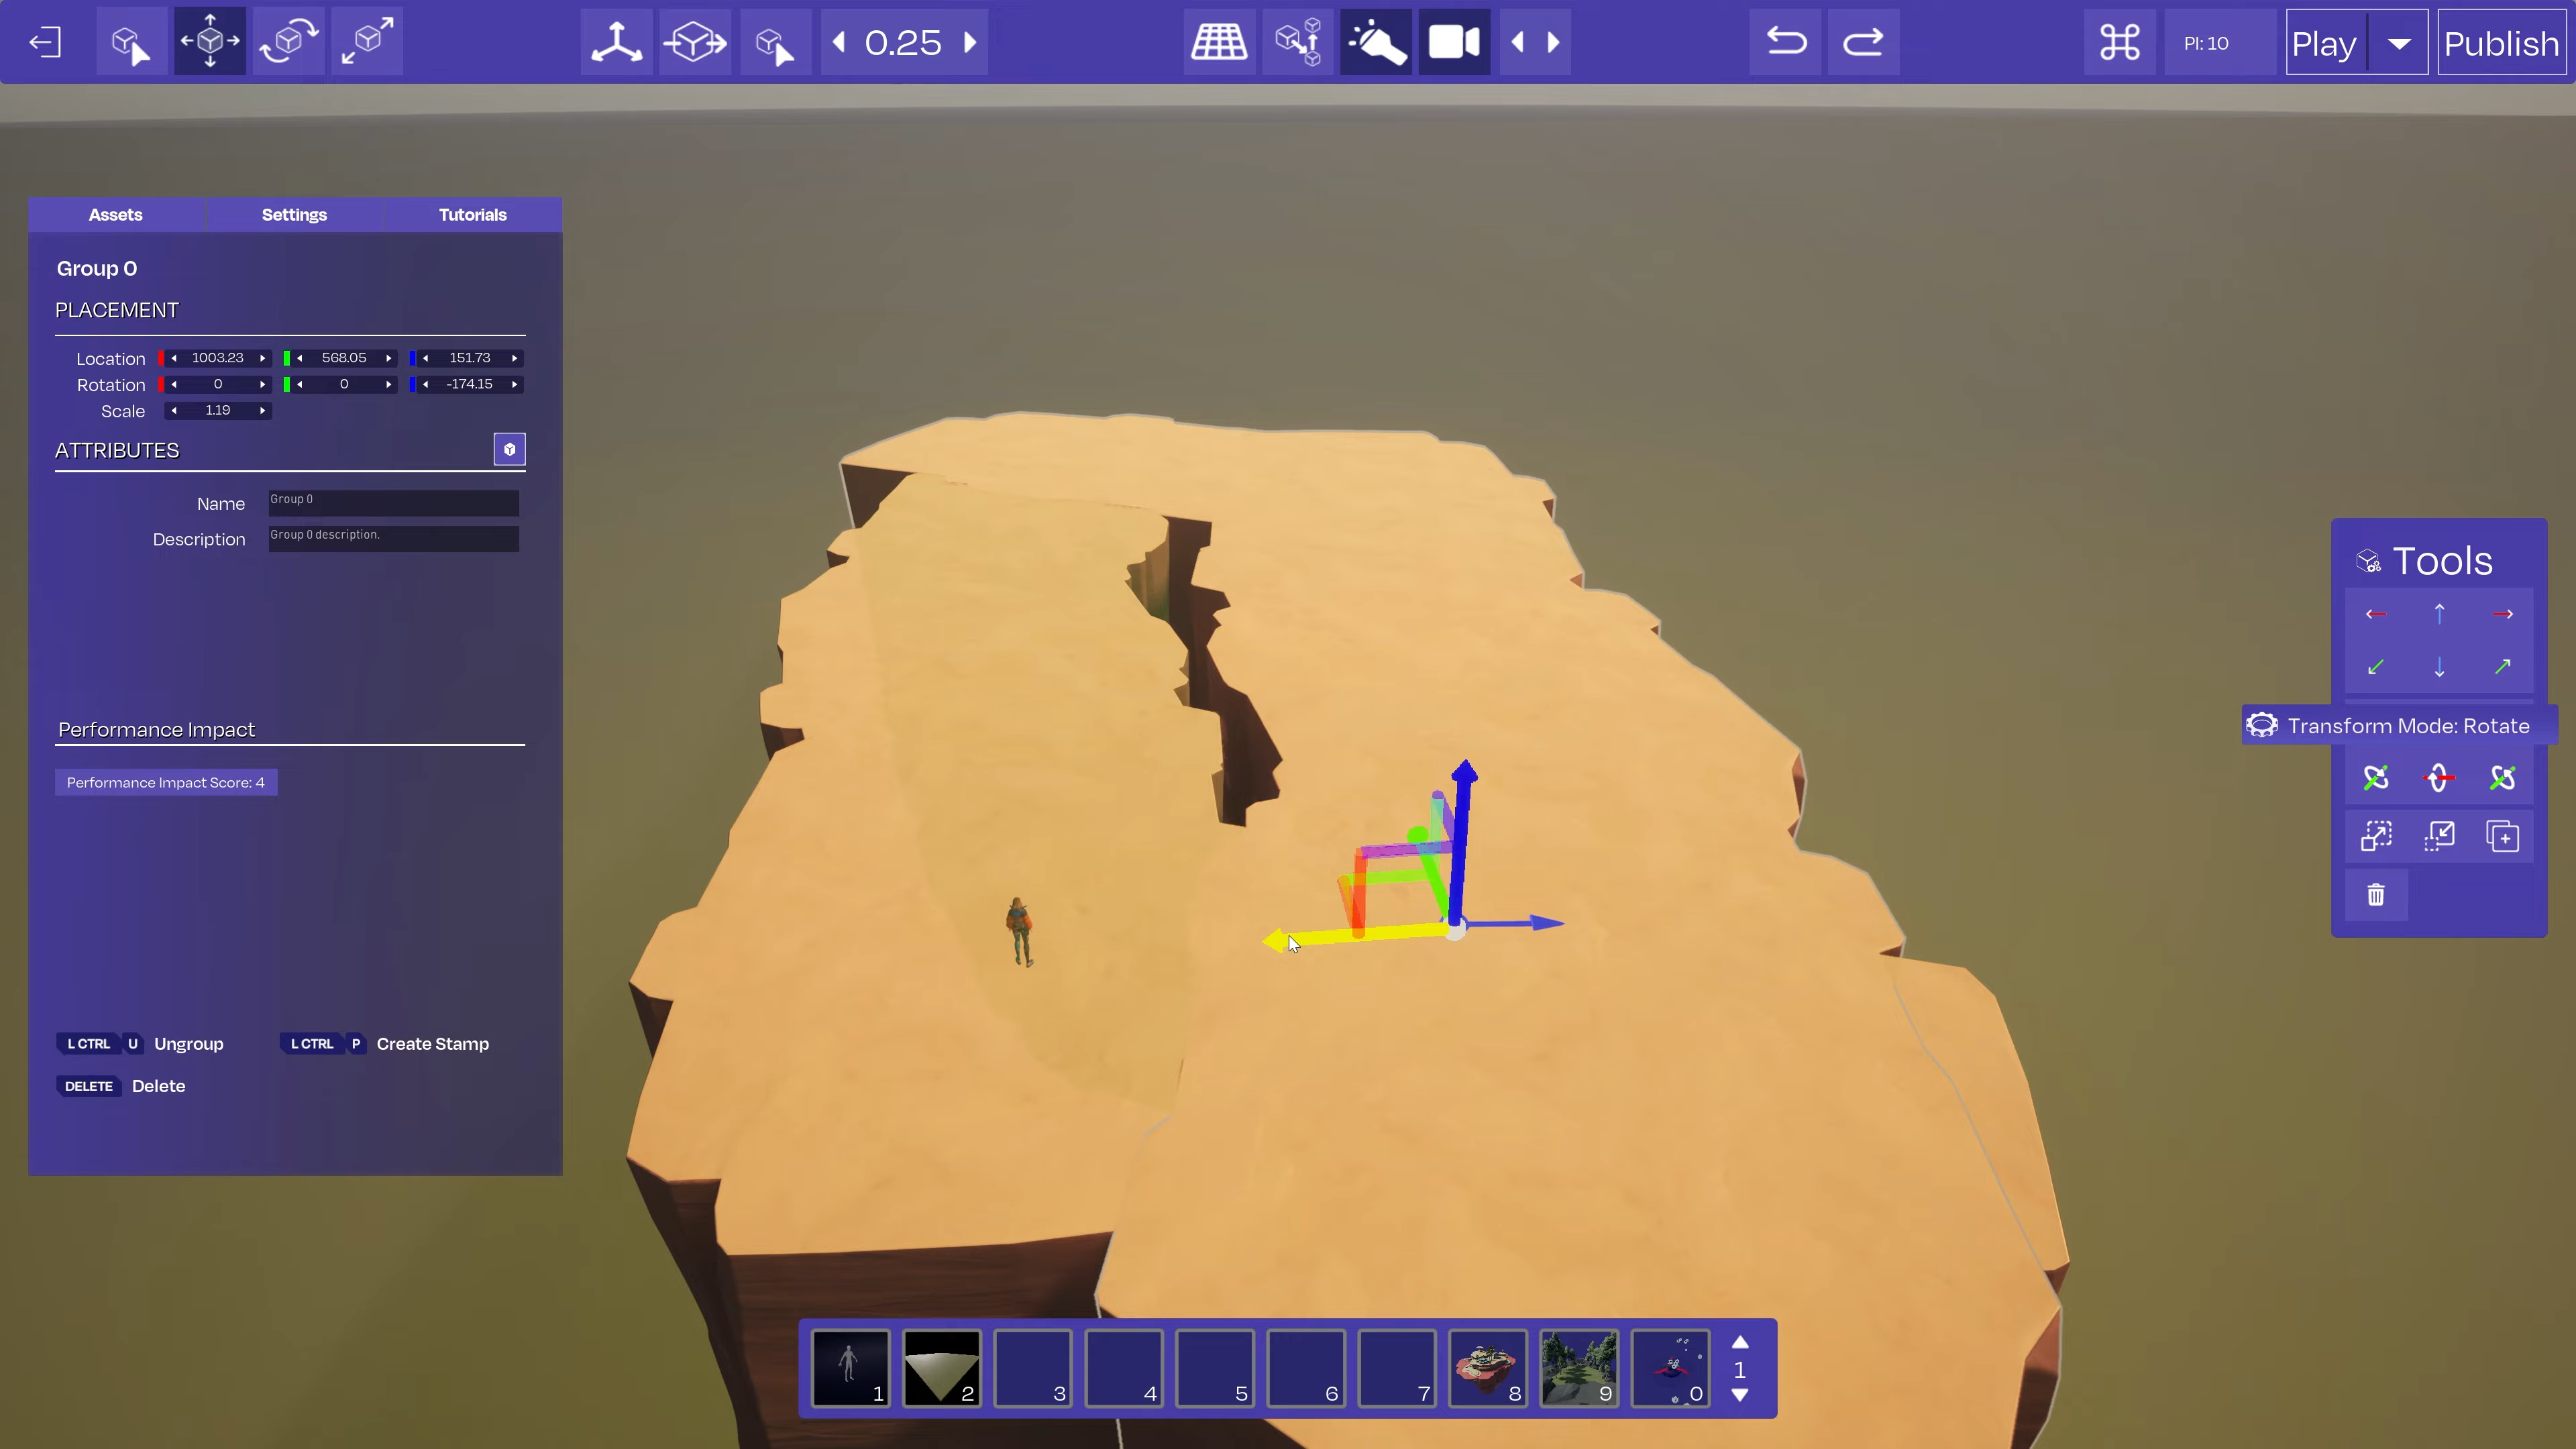 0.25
PI: 10
Play
Publish
Assets Settings Tutorials
Group 0
PLACEMENT
Location 1003.23 568.05 151.73
Rotation 0 0 -174.15
Scale 1.19
ATTRIBUTES
Name Group 0
Description Group 0 description.
Performance Impact
Performance Impact Score: 4
L CTRL U Ungroup L CTRL P Create Stamp
DELETE Delete
Tools
Transform Mode: Rotate
1 2 3 4 5 6 7 8 9 0 1